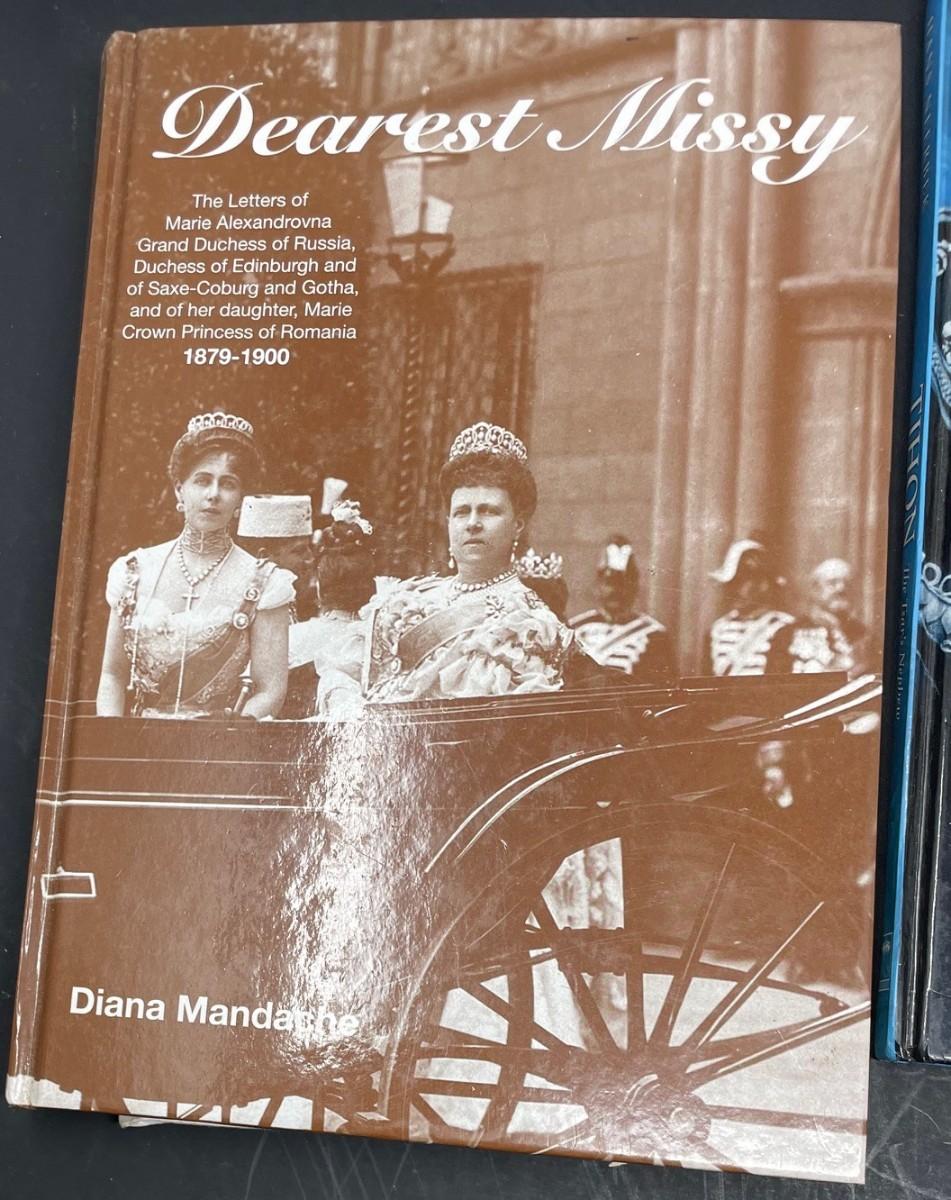 Dearest Missy
The Letters of
Marie Alexandrovna
Grand Duchess of Russia,
Duchess of Edinburgh and
of Saxe-Coburg and Gotha,
and of her daughter, Marie
Crown Princess of Romania
1879-1900
Diana Mandache